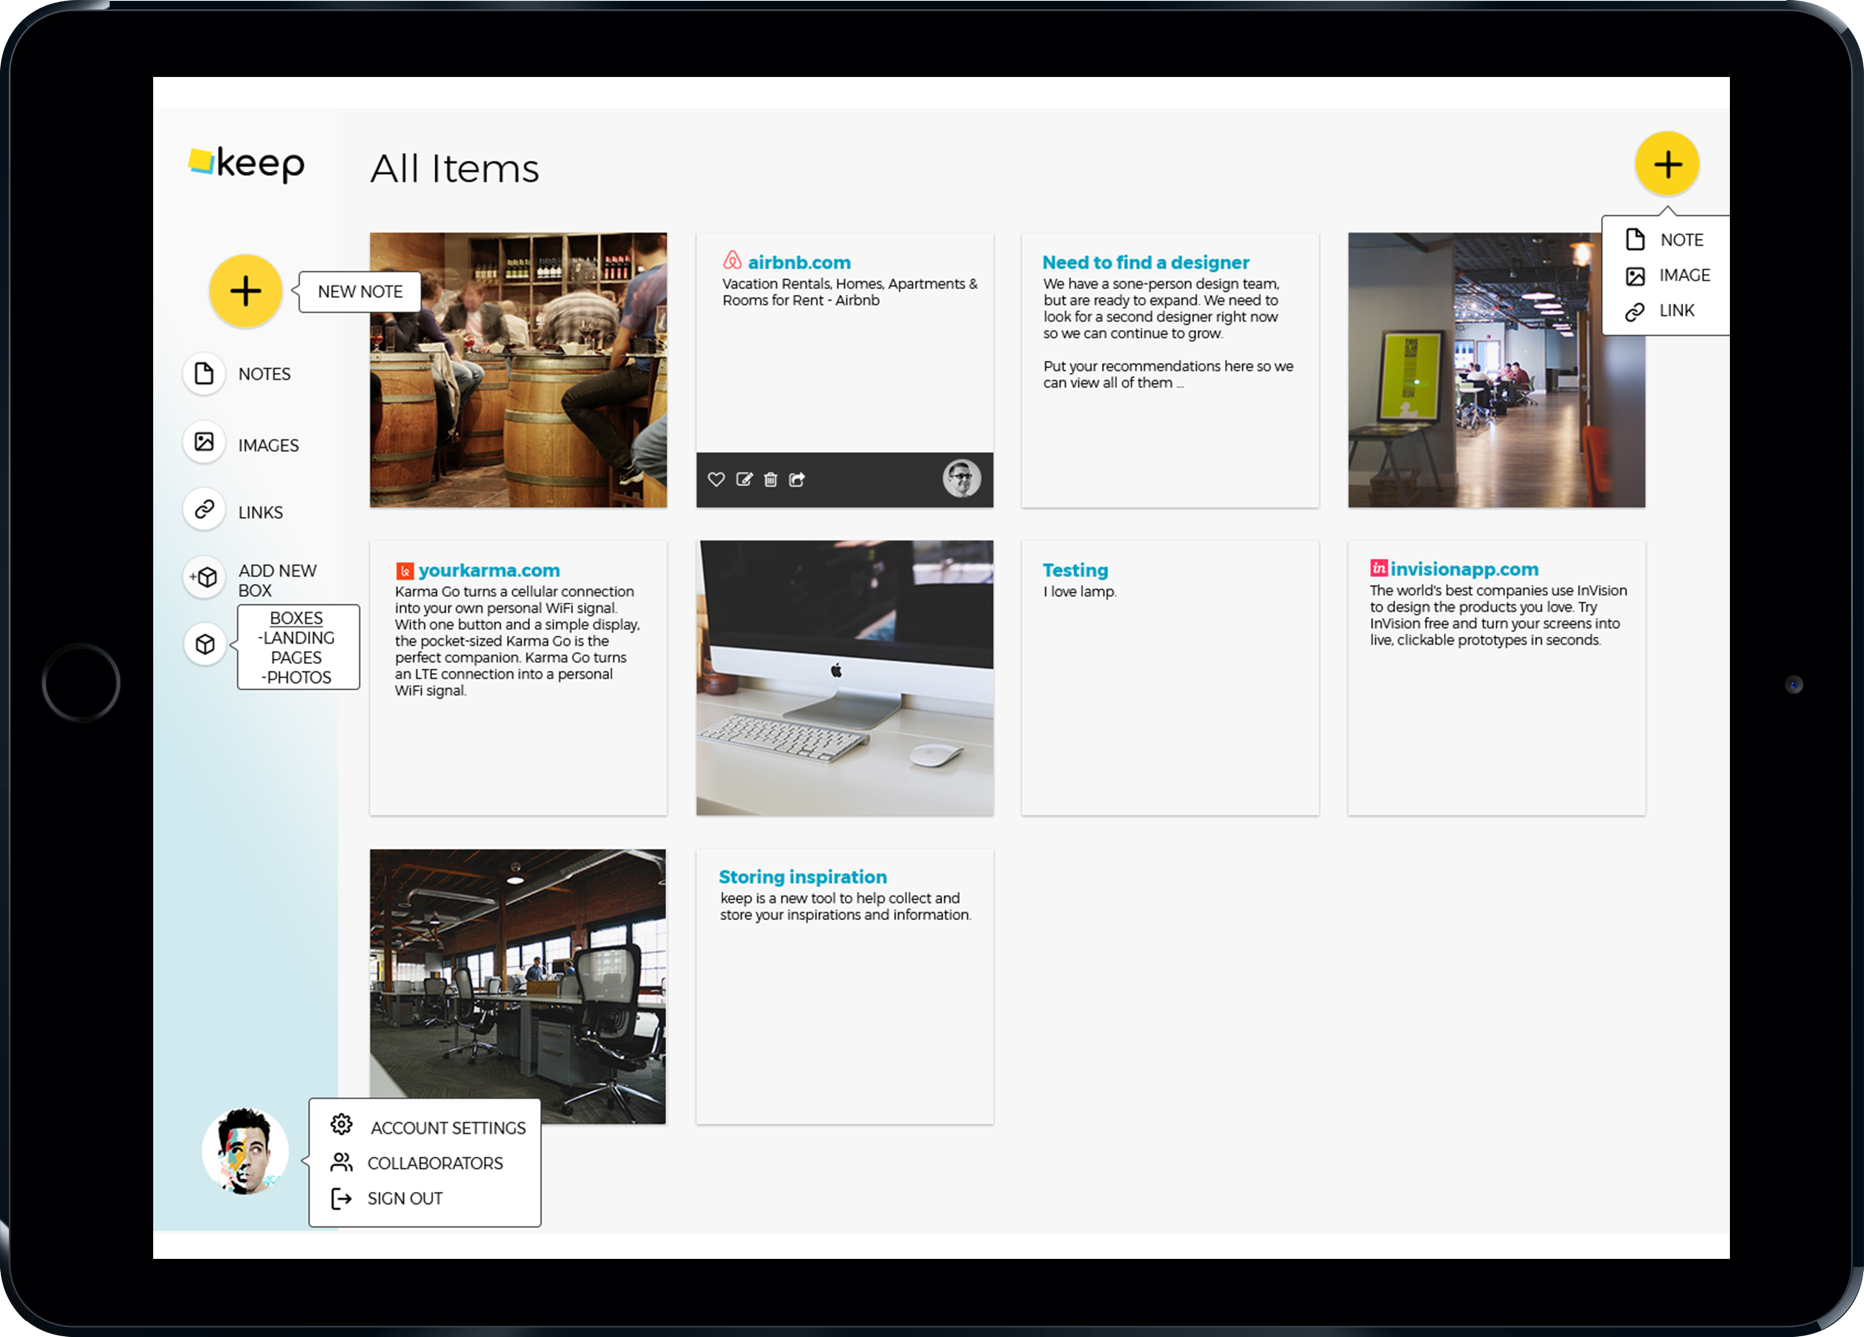 keep
All Items
NEW NOTE
NOTES
IMAGES
LINKS
ADD NEW
BOX
BOXES
-LANDING
PAGES
-PHOTOS
airbnb.com
Vacation Rentals, Homes, Apartments &
Rooms for Rent - Airbnb
Need to find a designer
We have a sone-person design team,
but are ready to expand. We need to
look for a second designer right now
so we can continue to grow.
Put your recommendations here so we
can view all of them ...
NOTE
IMAGE
LINK
THIS
IS AN
yourkarma.com
Karma Go turns a cellular connection
into your own personal WiFi signal.
With one button and a simple display,
the pocket-sized Karma Go is the
perfect companion. Karma Go turns
an LTE connection into a personal
WiFi signal.
Testing
I love lamp.
in invisionapp.com
The world's best companies use InVision
to design the products you love. Try
InVision free and turn your screens into
live, clickable prototypes in seconds.
Storing inspiration
keep is a new tool to help collect and
store your inspirations and information.
ACCOUNT SETTINGS
COLLABORATORS
SIGN OUT